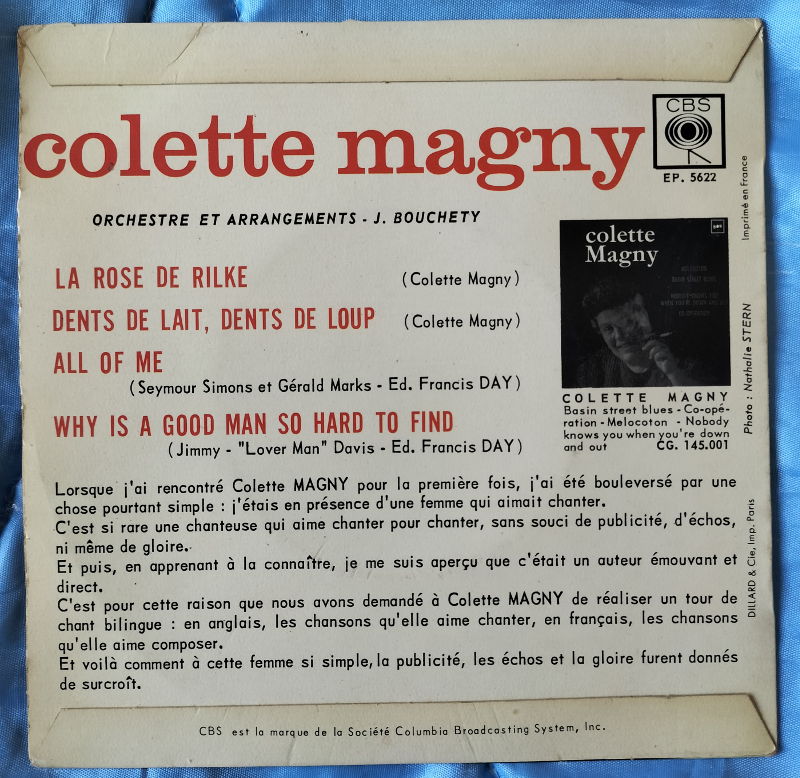 colette magny
CBS
EP. 5622
ORCHESTRE ET ARRANGEMENTS - J. BOUCHETY
LA ROSE DE RILKE (Colette Magny)
DENTS DE LAIT, DENTS DE LOUP (Colette Magny)
ALL OF ME
(Seymour Simons et Gérald Marks - Ed. Francis DAY)
WHY IS A GOOD MAN SO HARD TO FIND
(Jimmy - "Lover Man" Davis - Ed. Francis DAY)
colette
Magny
COLETTE MAGNY
Basin street blues - Co-opé-
ration - Melocoton - Nobody
knows you when you're down
and out CG. 145.001
Imprimé en France
Photo : Nathalie STERN
DILLARD & Cie, Imp. Paris
Lorsque j'ai rencontré Colette MAGNY pour la première fois, j'ai été bouleversé par une
chose pourtant simple : j'étais en présence d'une femme qui aimait chanter.
C'est si rare une chanteuse qui aime chanter pour chanter, sans souci de publicité, d'échos,
ni même de gloire.
Et puis, en apprenant à la connaître, je me suis aperçu que c'était un auteur émouvant et
direct.
C'est pour cette raison que nous avons demandé à Colette MAGNY de réaliser un tour de
chant bilingue : en anglais, les chansons qu'elle aime chanter, en français, les chansons
qu'elle aime composer.
Et voilà comment à cette femme si simple, la publicité, les échos et la gloire furent donnés
de surcroît.
CBS est la marque de la Société Columbia Broadcasting System, Inc.